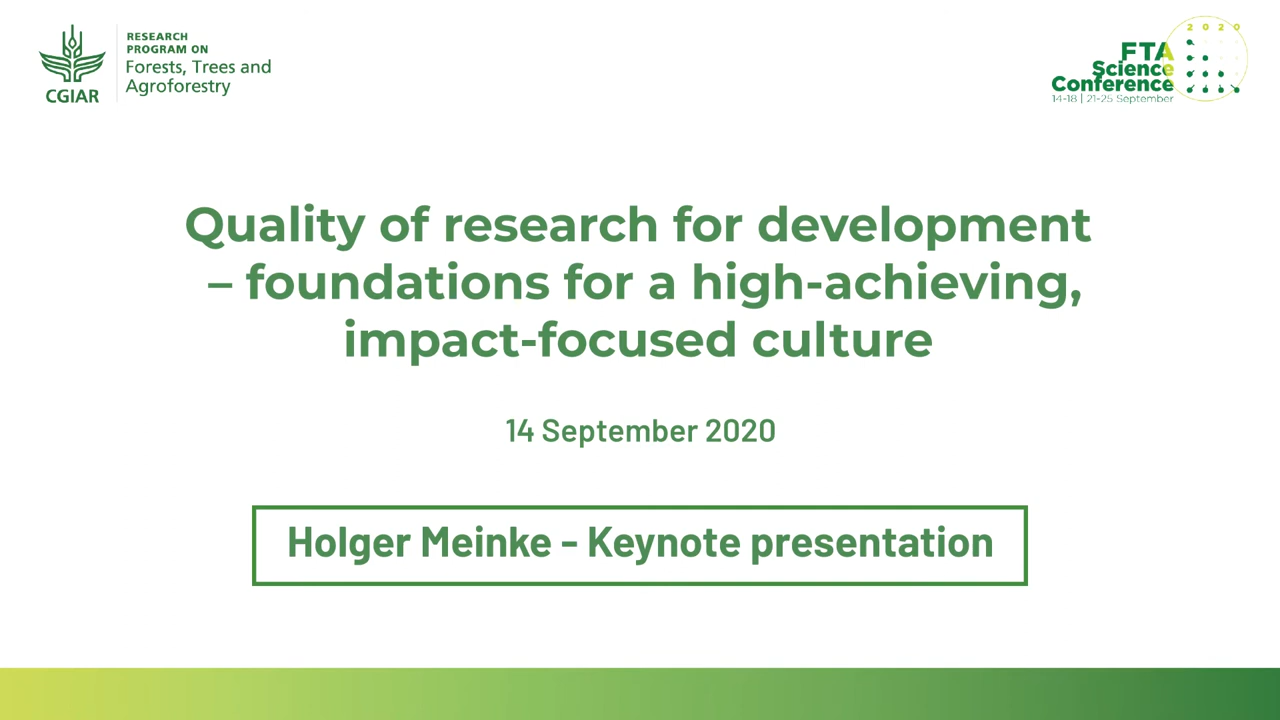 RESEARCH
PROGRAM ON
Forests, Trees and
Agroforestry
CGIAR
2020
FTA
Science
Conference
14-18 | 21-25 September
Quality of research for development
– foundations for a high-achieving,
impact-focused culture
14 September 2020
Holger Meinke - Keynote presentation